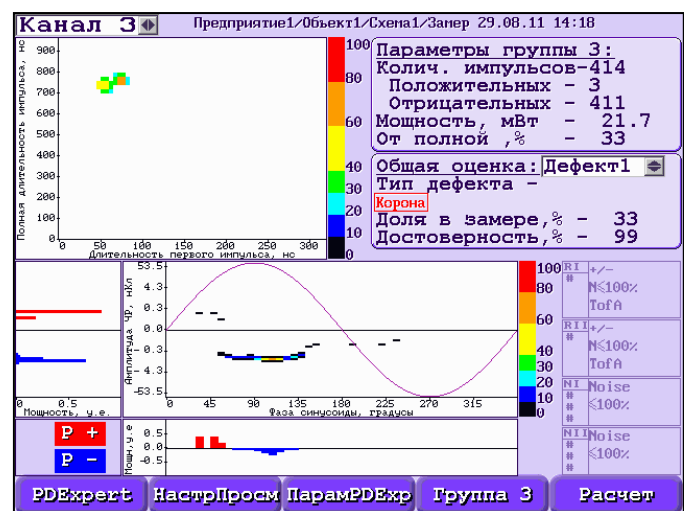 Канал 3
Предприятие1/Объект1/Схема1/Замер 29.08.11 14:18
Полная длительность импульса, нс
900
800
700
600
500
400
300
200
100
0
0 50 100 150 200 250 300
Длительность первого импульса, нс
100
80
60
40
30
20
10
0
Параметры группы 3:
Колич. импульсов-414
Положительных - 3
Отрицательных - 411
Мощность, мВт - 21.7
От полной ,% - 33
Общая оценка: Дефект1
Тип дефекта -
Корона
Доля в замере,% - 33
Достоверность,% - 99
0 0.5
Мощность, у.е.
Амплитуда ЧР, нКл
53.5
4.3
0.3
0.0
-0.3
-4.3
-53.5
0 45 90 135 180 225 270 315
Фаза синусоиды, градусы
100
80
60
40
30
20
10
0
RI +/-
# N≤100%
TofA
RII +/-
# N≤100%
TofA
NI Noise
# ≤100%
#
NII Noise
# ≤100%
#
P +
P -
Мощн,у.е
0.5
0.0
-0.5
PDExpert НастрПросм ПарамPDExp Группа 3 Расчет